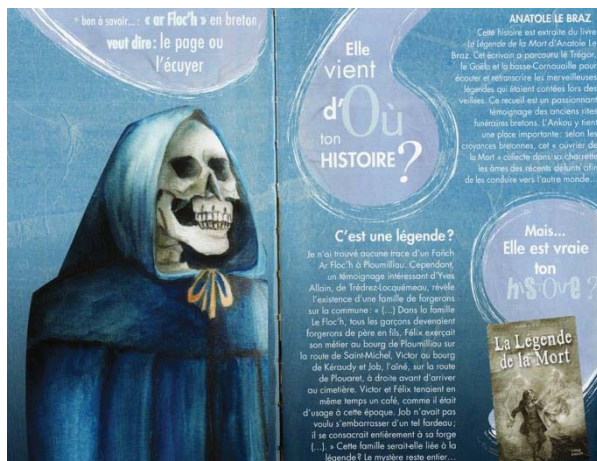 * bon à savoir... : « ar Floc'h » en breton
veut dire : le page ou
l'écuyer
Elle
vient
d'Où
ton
HISTOIRE ?
ANATOLE LE BRAZ
Cette histoire est extraite du livre
La légende de la Mort d'Anatole Le
Braz. Cet écrivain a parcouru le Trégor,
le Goëlo et la basse-Cornouaille pour
écouter et retranscrire les merveilleuses
légendes qui étaient contées lors des
veillées. Ce recueil est un passionnant
témoignage des anciens rites
funéraires bretons. L'Ankou y tient
une place importante : selon les
croyances bretonnes, cet « ouvrier de
la Mort » collecte dans sa charrette
les âmes des récents défunts afin
de les conduire vers l'autre monde...
C'est une légende ?
Je n'ai trouvé aucune trace d'un Fañch
Ar Floc'h à Ploumilliau. Cependant,
un témoignage intéressant d'Yves
Allain, de Trédrez-Locquémeau, révèle
l'existence d'une famille de forgerons
sur la commune : « (...) Dans la famille
Le Floc'h, tous les garçons devenaient
forgerons de père en fils. Félix exerçait
son métier au bourg de Ploumilliau sur
la route de Saint-Michel, Victor au bourg
de Kéraudy et Job, l'aîné, sur la route
de Plouaret, à droite avant d'arriver
au cimetière. Victor et Félix tenaient en
même temps un café, comme il était
d'usage à cette époque. Job n'avait pas
voulu s'embarrasser d'un tel fardeau ;
il se consacrait entièrement à sa forge
(...). » Cette famille serait-elle liée à la
légende ? Le mystère reste entier...
Mais...
Elle est vraie
ton
hiSTOiRe ?
La Légende
de la Mort